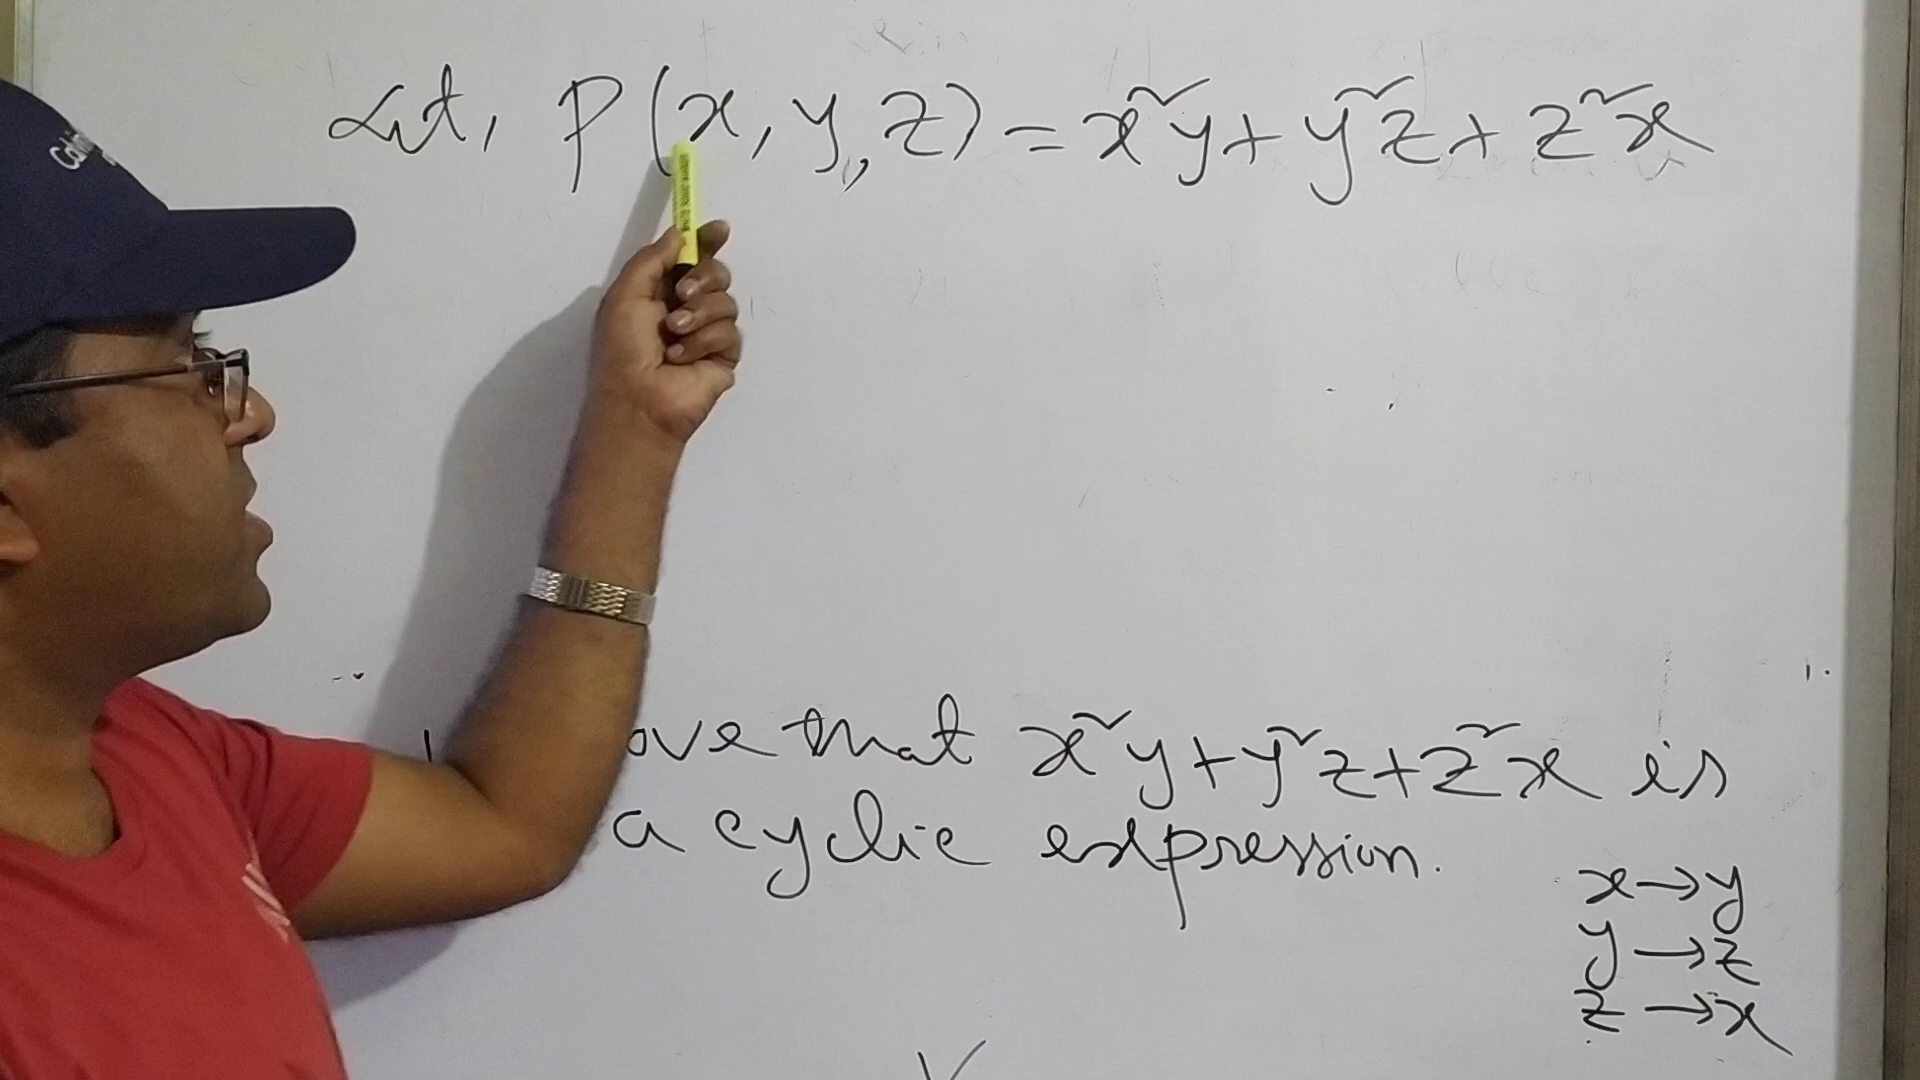 Let, P(x, y, z) = x²y + y²z + z²x
ove that x²y + y²z + z²x is
a cyclic expression.
x → y
y → z
z → x